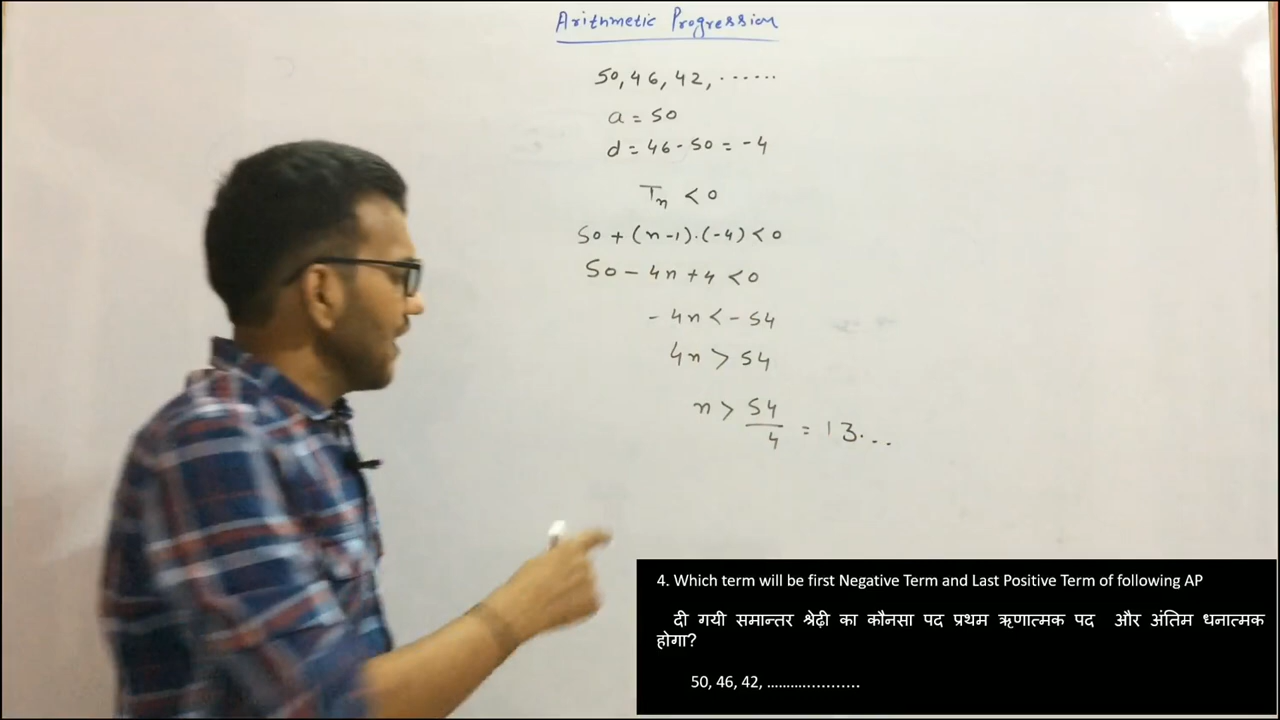 Arithmetic Progression
50, 46, 42, ......
a = 50
d = 46 - 50 = -4
Tn < 0
50 + (n-1).(-4) < 0
50 - 4n + 4 < 0
- 4n < - 54
4n > 54
n > 54/4 = 13...
4. Which term will be first Negative Term and Last Positive Term of following AP
दी गयी समान्तर श्रेढ़ी का कौनसा पद प्रथम ऋणात्मक पद और अंतिम धनात्मक
होगा?
50, 46, 42, .....................